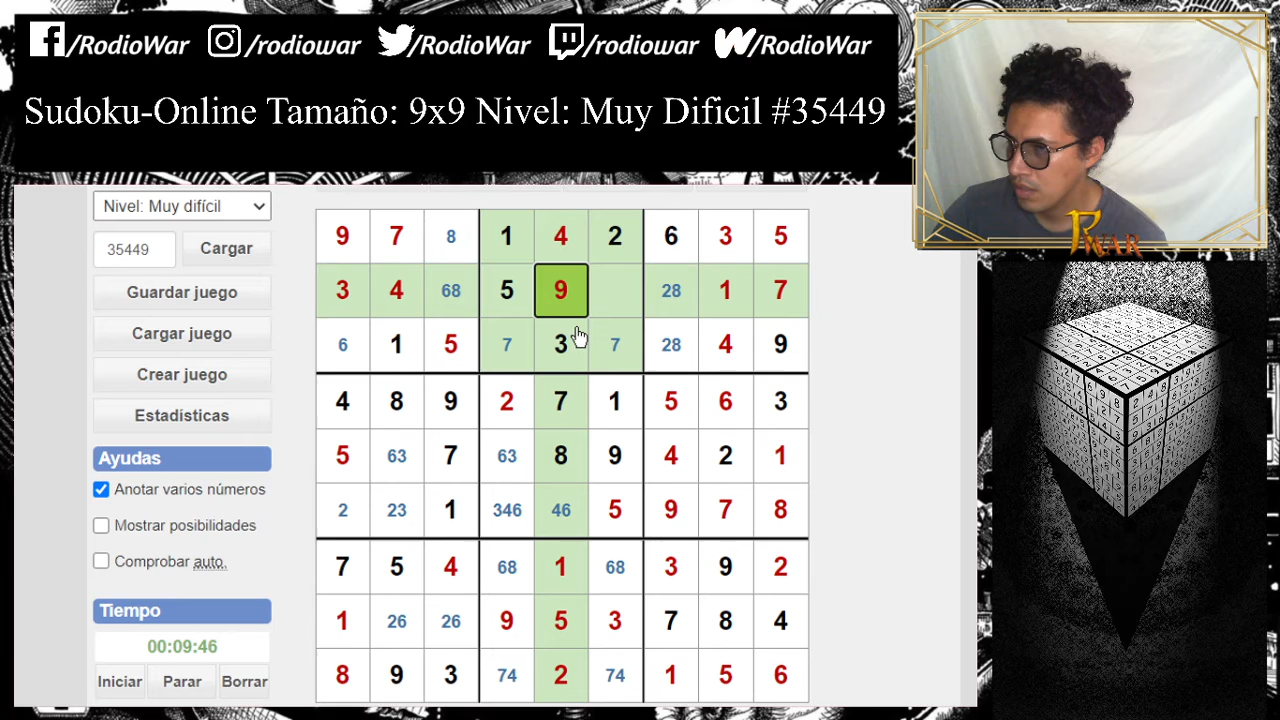 /RodioWar /rodiowar /RodioWar /rodiowar /RodioWar
Sudoku-Online Tamaño: 9x9 Nivel: Muy Dificil #35449
Nivel: Muy difícil
35449 Cargar
Guardar juego
Cargar juego
Crear juego
Estadísticas
Ayudas
Anotar varios números
Mostrar posibilidades
Comprobar auto.
Tiempo
00:09:46
Iniciar Parar Borrar
9 7 8 1 4 2 6 3 5
3 4 68 5 9 28 1 7
6 1 5 7 3 7 28 4 9
4 8 9 2 7 1 5 6 3
5 63 7 63 8 9 4 2 1
2 23 1 346 46 5 9 7 8
7 5 4 68 1 68 3 9 2
1 26 26 9 5 3 7 8 4
8 9 3 74 2 74 1 5 6
WAR